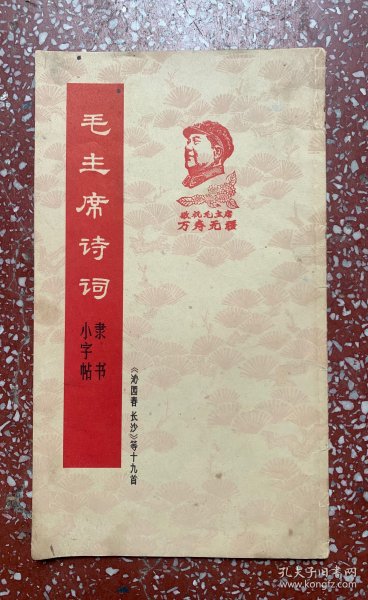 毛主席诗词
隶书
小字帖
敬祝毛主席
万寿无疆
《沁园春 长沙》等十九首
孔夫子旧书网
www.kongfz.com